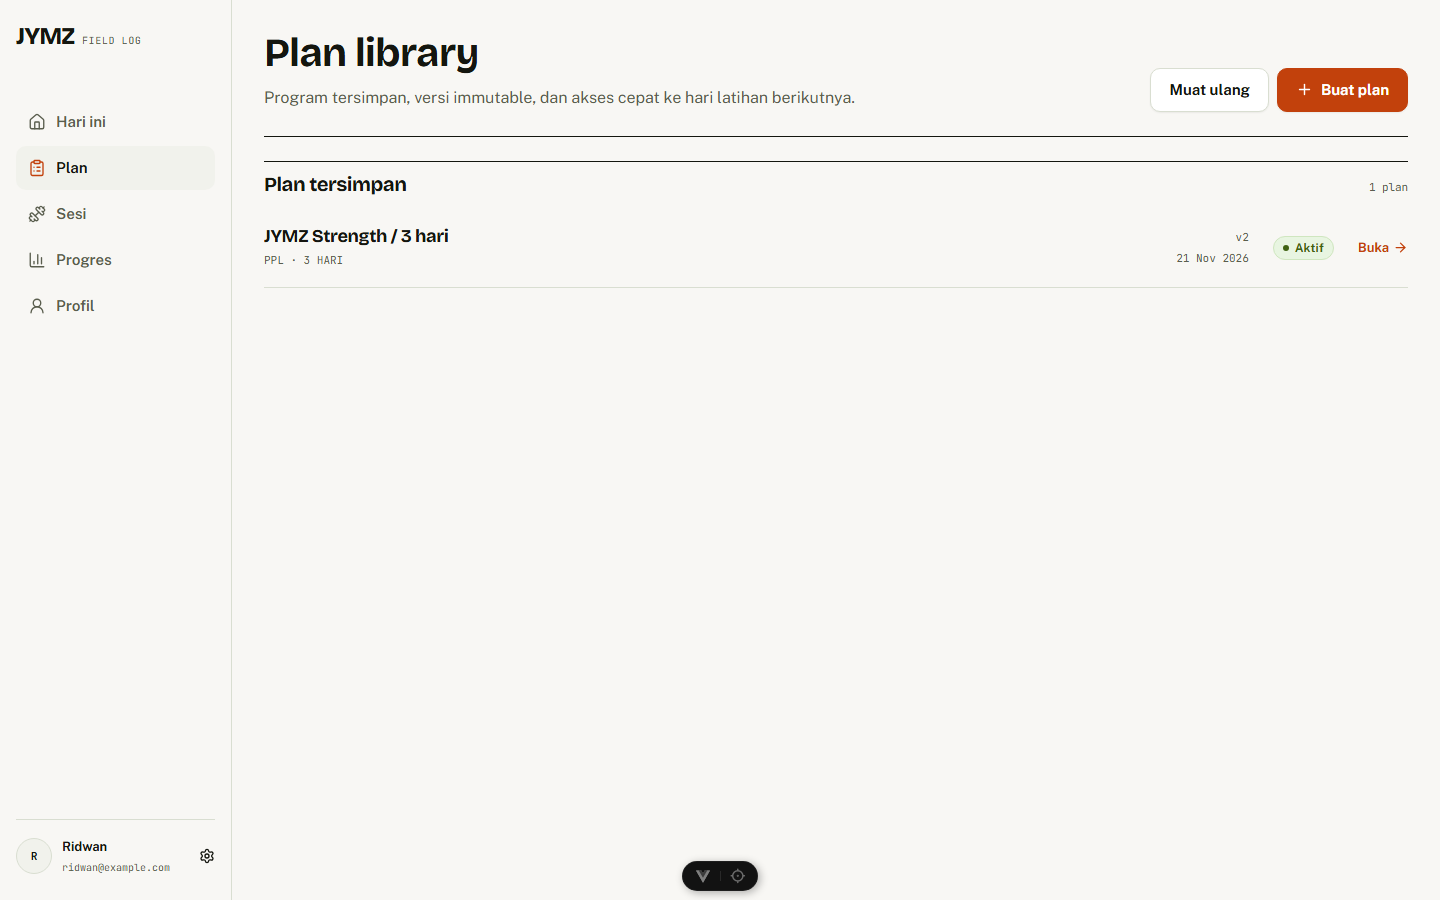 JYMZ FIELD LOG
Hari ini
Plan
Sesi
Progres
Profil
R
Ridwan
ridwan@example.com
Plan library
Program tersimpan, versi immutable, dan akses cepat ke hari latihan berikutnya.
Muat ulang
+ Buat plan
Plan tersimpan
1 plan
JYMZ Strength / 3 hari
PPL · 3 HARI
v2
21 Nov 2026
Aktif
Buka →